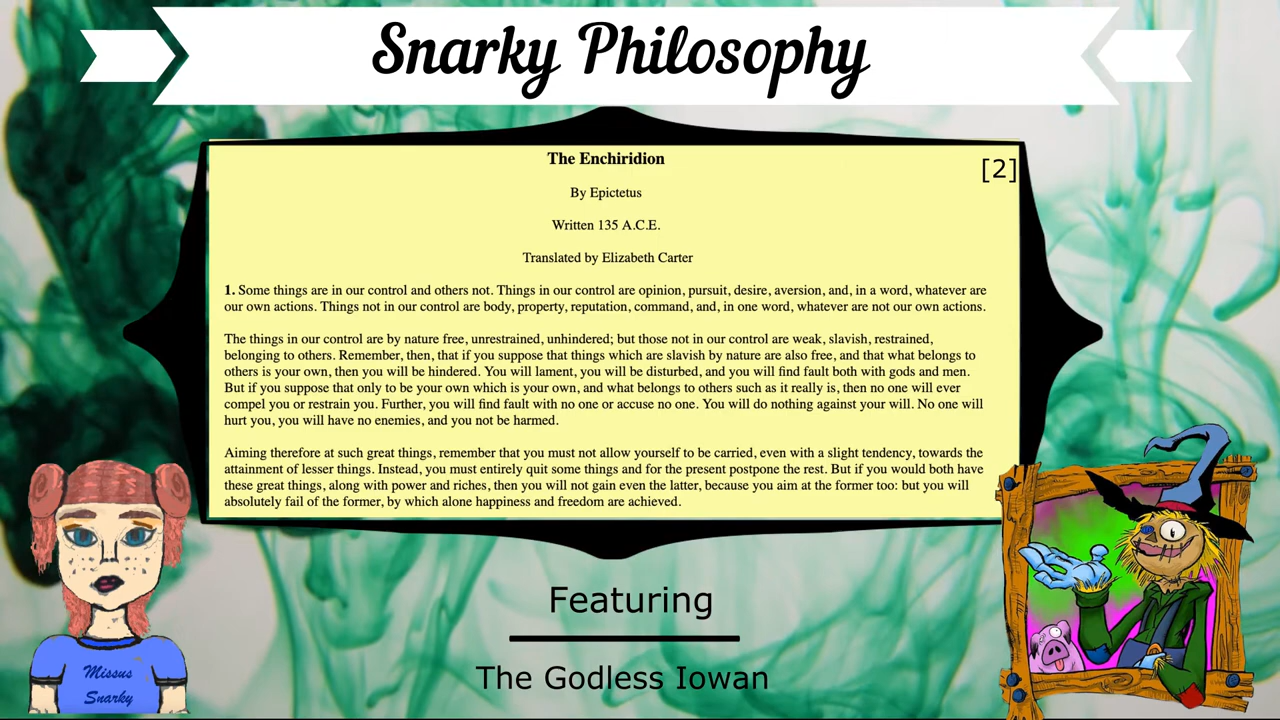 Snarky Philosophy
The Enchiridion
[2]
By Epictetus
Written 135 A.C.E.
Translated by Elizabeth Carter
1. Some things are in our control and others not. Things in our control are opinion, pursuit, desire, aversion, and, in a word, whatever are
our own actions. Things not in our control are body, property, reputation, command, and, in one word, whatever are not our own actions.
The things in our control are by nature free, unrestrained, unhindered; but those not in our control are weak, slavish, restrained,
belonging to others. Remember, then, that if you suppose that things which are slavish by nature are also free, and that what belongs to
others is your own, then you will be hindered. You will lament, you will be disturbed, and you will find fault both with gods and men.
But if you suppose that only to be your own which is your own, and what belongs to others such as it really is, then no one will ever
compel you or restrain you. Further, you will find fault with no one or accuse no one. You will do nothing against your will. No one will
hurt you, you will have no enemies, and you not be harmed.
Aiming therefore at such great things, remember that you must not allow yourself to be carried, even with a slight tendency, towards the
attainment of lesser things. Instead, you must entirely quit some things and for the present postpone the rest. But if you would both have
these great things, along with power and riches, then you will not gain even the latter, because you aim at the former too: but you will
absolutely fail of the former, by which alone happiness and freedom are achieved.
Featuring
The Godless Iowan
Missus
Snarky